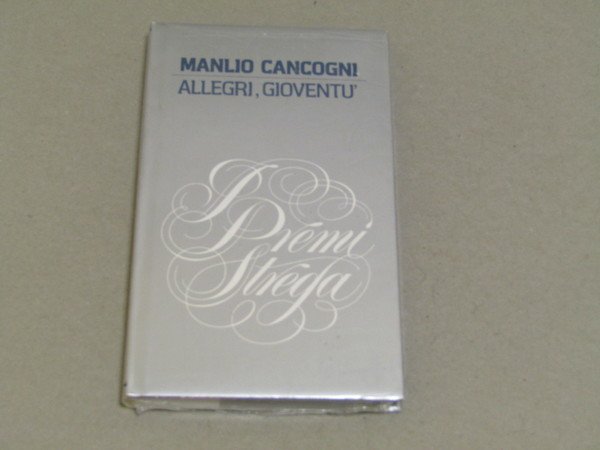 MANLIO CANCOGNI
ALLEGRI, GIOVENTU'
I Premi
Strega